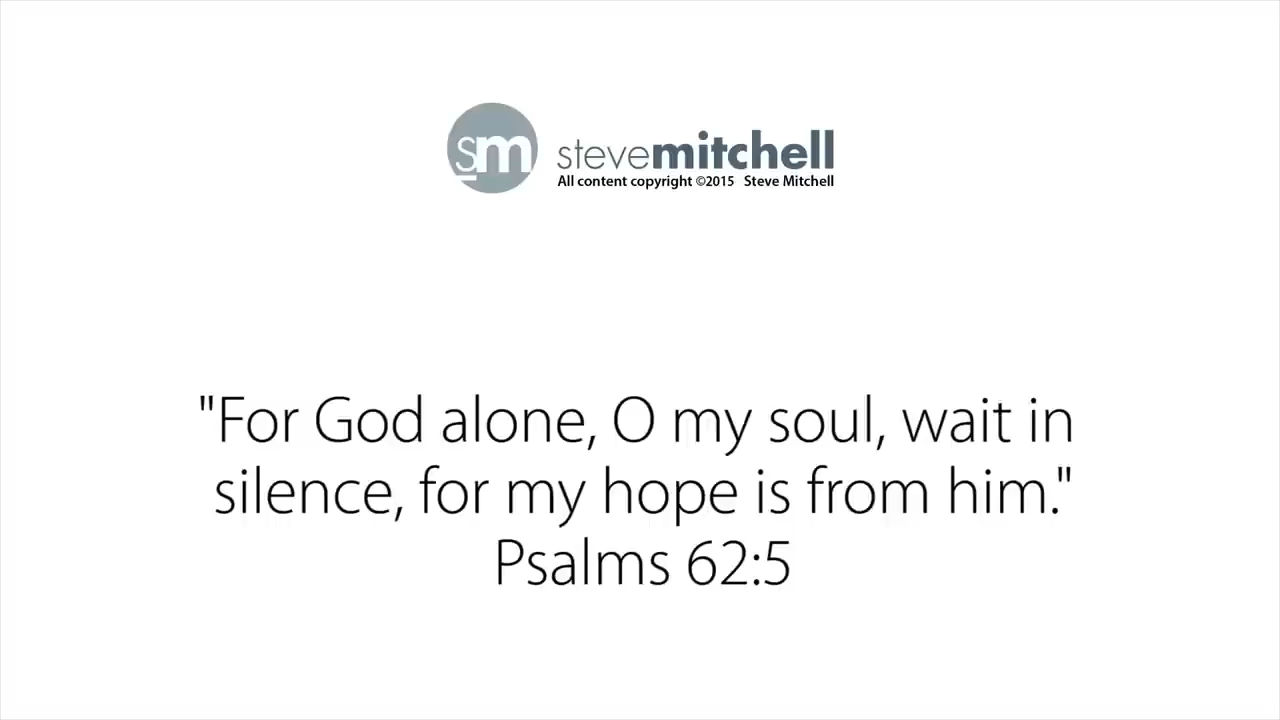 sm
stevemitchell
All content copyright ©2015 Steve Mitchell
"For God alone, O my soul, wait in
silence, for my hope is from him."
Psalms 62:5